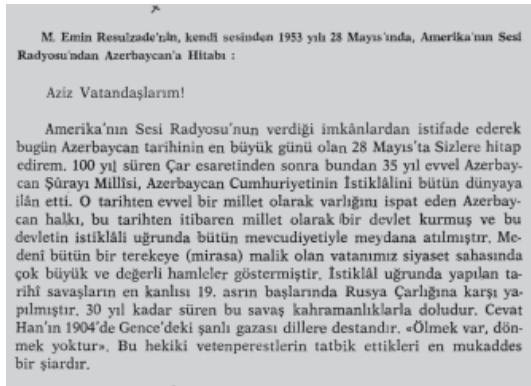 M. Emin Resulzade'nin, kendi sesinden 1953 yılı 28 Mayıs'ında, Amerika'nın Sesi
Radyosu'ndan Azerbaycan'a Hitabı :
Aziz Vatandaşlarım!
Amerika'nın Sesi Radyosu'nun verdiği imkânlardan istifade ederek
bugün Azerbaycan tarihinin en büyük günü olan 28 Mayıs'ta Sizlere hitap
edirem. 100 yıl süren Çar esaretinden sonra bundan 35 yıl evvel Azerbay-
can Şûrayı Millîsi, Azerbaycan Cumhuriyetinin İstiklâlini bütün dünyaya
ilân etti. O tarihten evvel bir millet olarak varlığını ispat eden Azerbay-
can halkı, bu tarihten itibaren millet olarak bir devlet kurmuş ve bu
devletin istiklâli uğrunda bütün mevcudiyetiyle meydana atılmıştır. Me-
denî bütün bir terekeye (mirasa) malik olan vatanımız siyaset sahasında
çok büyük ve değerli hamleler göstermiştir. İstiklâl uğrunda yapılan ta-
rihî savaşların en kanlısı 19. asrın başlarında Rusya Çarlığına karşı ya-
pılmıştır. 30 yıl kadar süren bu savaş kahramanlıklarla doludur. Cevat
Han'ın 1904'de Gence'deki şanlı gazası dillere destandır. «Ölmek var, dön-
mek yoktur». Bu hekiki vetenperestlerin tatbik ettikleri en mukaddes
bir şiardır.